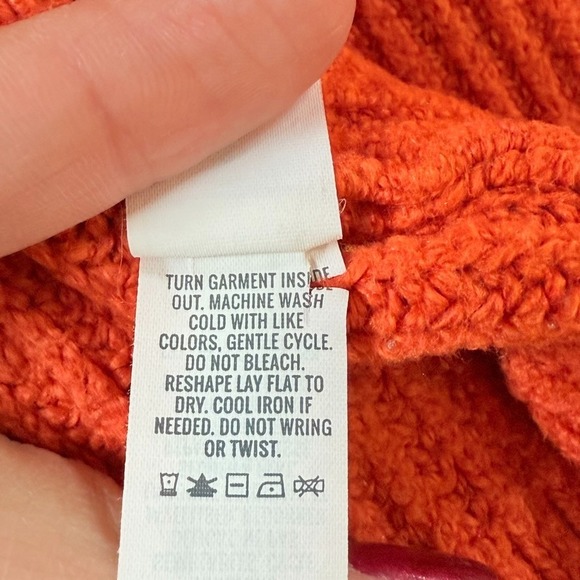 TURN GARMENT INSIDE
OUT. MACHINE WASH
COLD WITH LIKE
COLORS, GENTLE CYCLE.
DO NOT BLEACH.
RESHAPE LAY FLAT TO
DRY. COOL IRON IF
NEEDED. DO NOT WRING
OR TWIST.